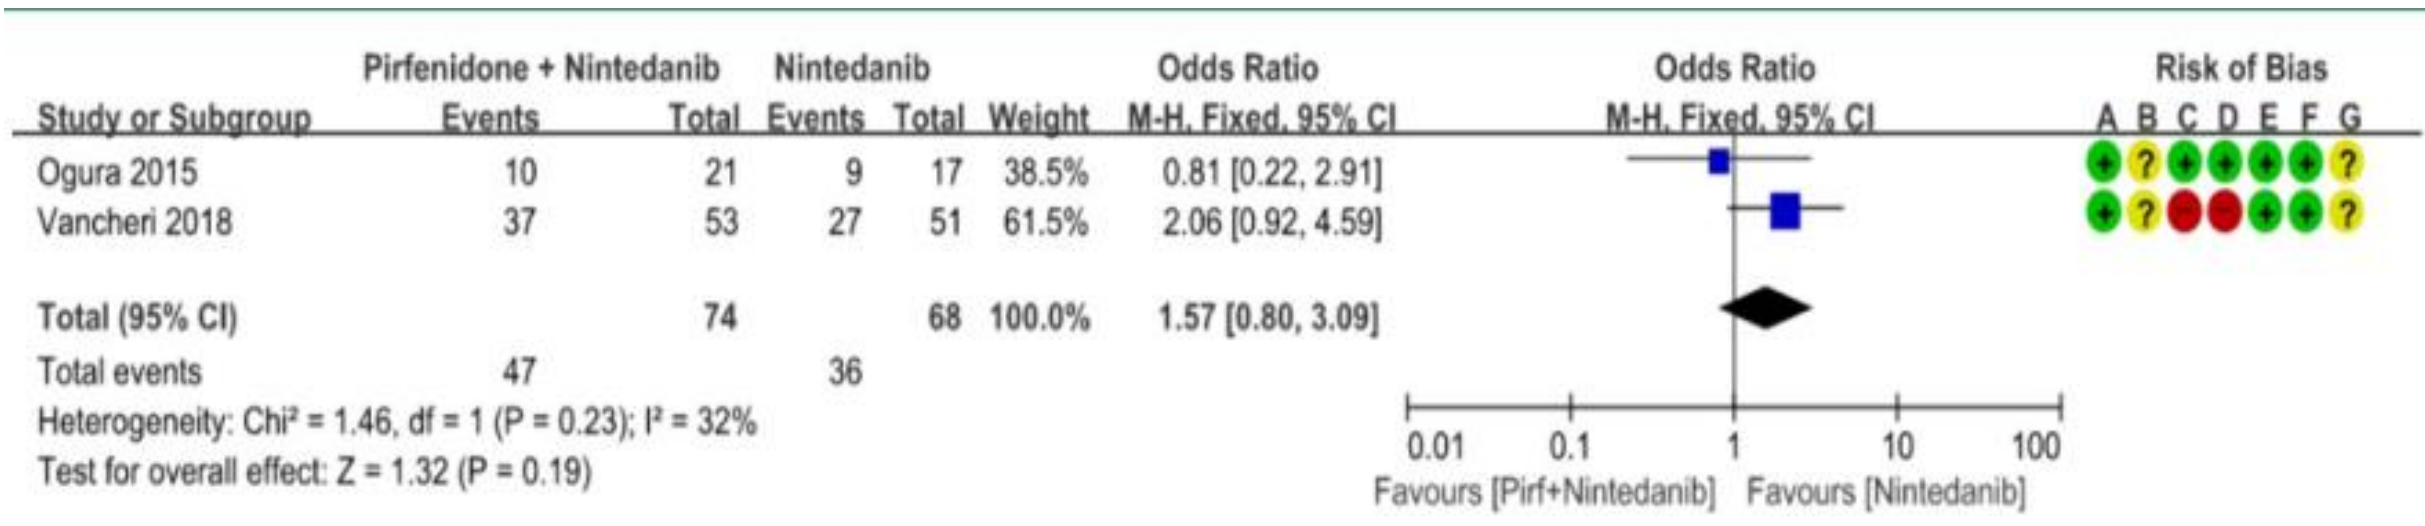 Pirfenidone + Nintedanib Nintedanib Odds Ratio Odds Ratio Risk of Bias
Study or Subgroup Events Total Events Total Weight M-H, Fixed, 95% CI M-H, Fixed, 95% CI A B C D E F G
Ogura 2015 10 21 9 17 38.5% 0.81 [0.22, 2.91] + ? + + + + ?
Vancheri 2018 37 53 27 51 61.5% 2.06 [0.92, 4.59] + ? - - + + ?
Total (95% CI) 74 68 100.0% 1.57 [0.80, 3.09]
Total events 47 36
Heterogeneity: Chi² = 1.46, df = 1 (P = 0.23); I² = 32%
Test for overall effect: Z = 1.32 (P = 0.19)
0.01 0.1 1 10 100
Favours [Pirf+Nintedanib] Favours [Nintedanib]